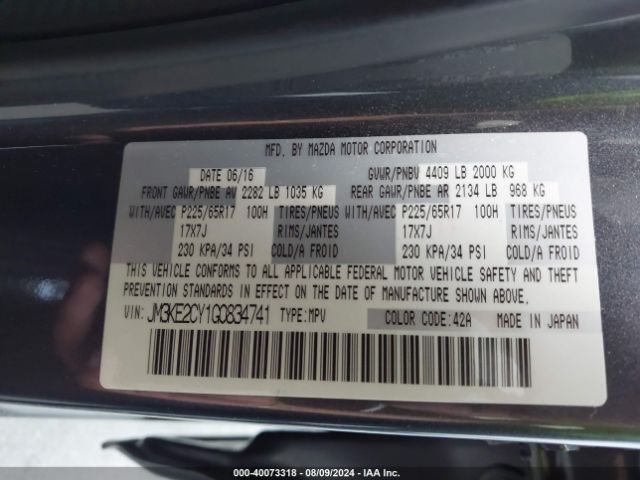 MFD. BY MAZDA MOTOR CORPORATION
DATE 06/16 GVWR/PNBV 4409 LB 2000 KG
FRONT GAWR/PNBE AV 2282 LB 1035 KG REAR GAWR/PNBE AR 2134 LB 968 KG
WITH/AVEC P225/65R17 100H TIRES/PNEUS WITH/AVEC P225/65R17 100H TIRES/PNEUS
17X7J RIMS/JANTES 17X7J RIMS/JANTES
230 KPA/34 PSI COLD/A FROID 230 KPA/34 PSI COLD/A FROID
THIS VEHICLE CONFORMS TO ALL APPLICABLE FEDERAL MOTOR VEHICLE SAFETY AND THEFT
PREVENTION STANDARDS IN EFFECT ON THE DATE OF MANUFACTURE SHOWN ABOVE.
VIN: JM3KE2CY1G0834741 TYPE:MPV COLOR CODE:42A MADE IN JAPAN
000-40073318 - 08/09/2024 - IAA Inc.